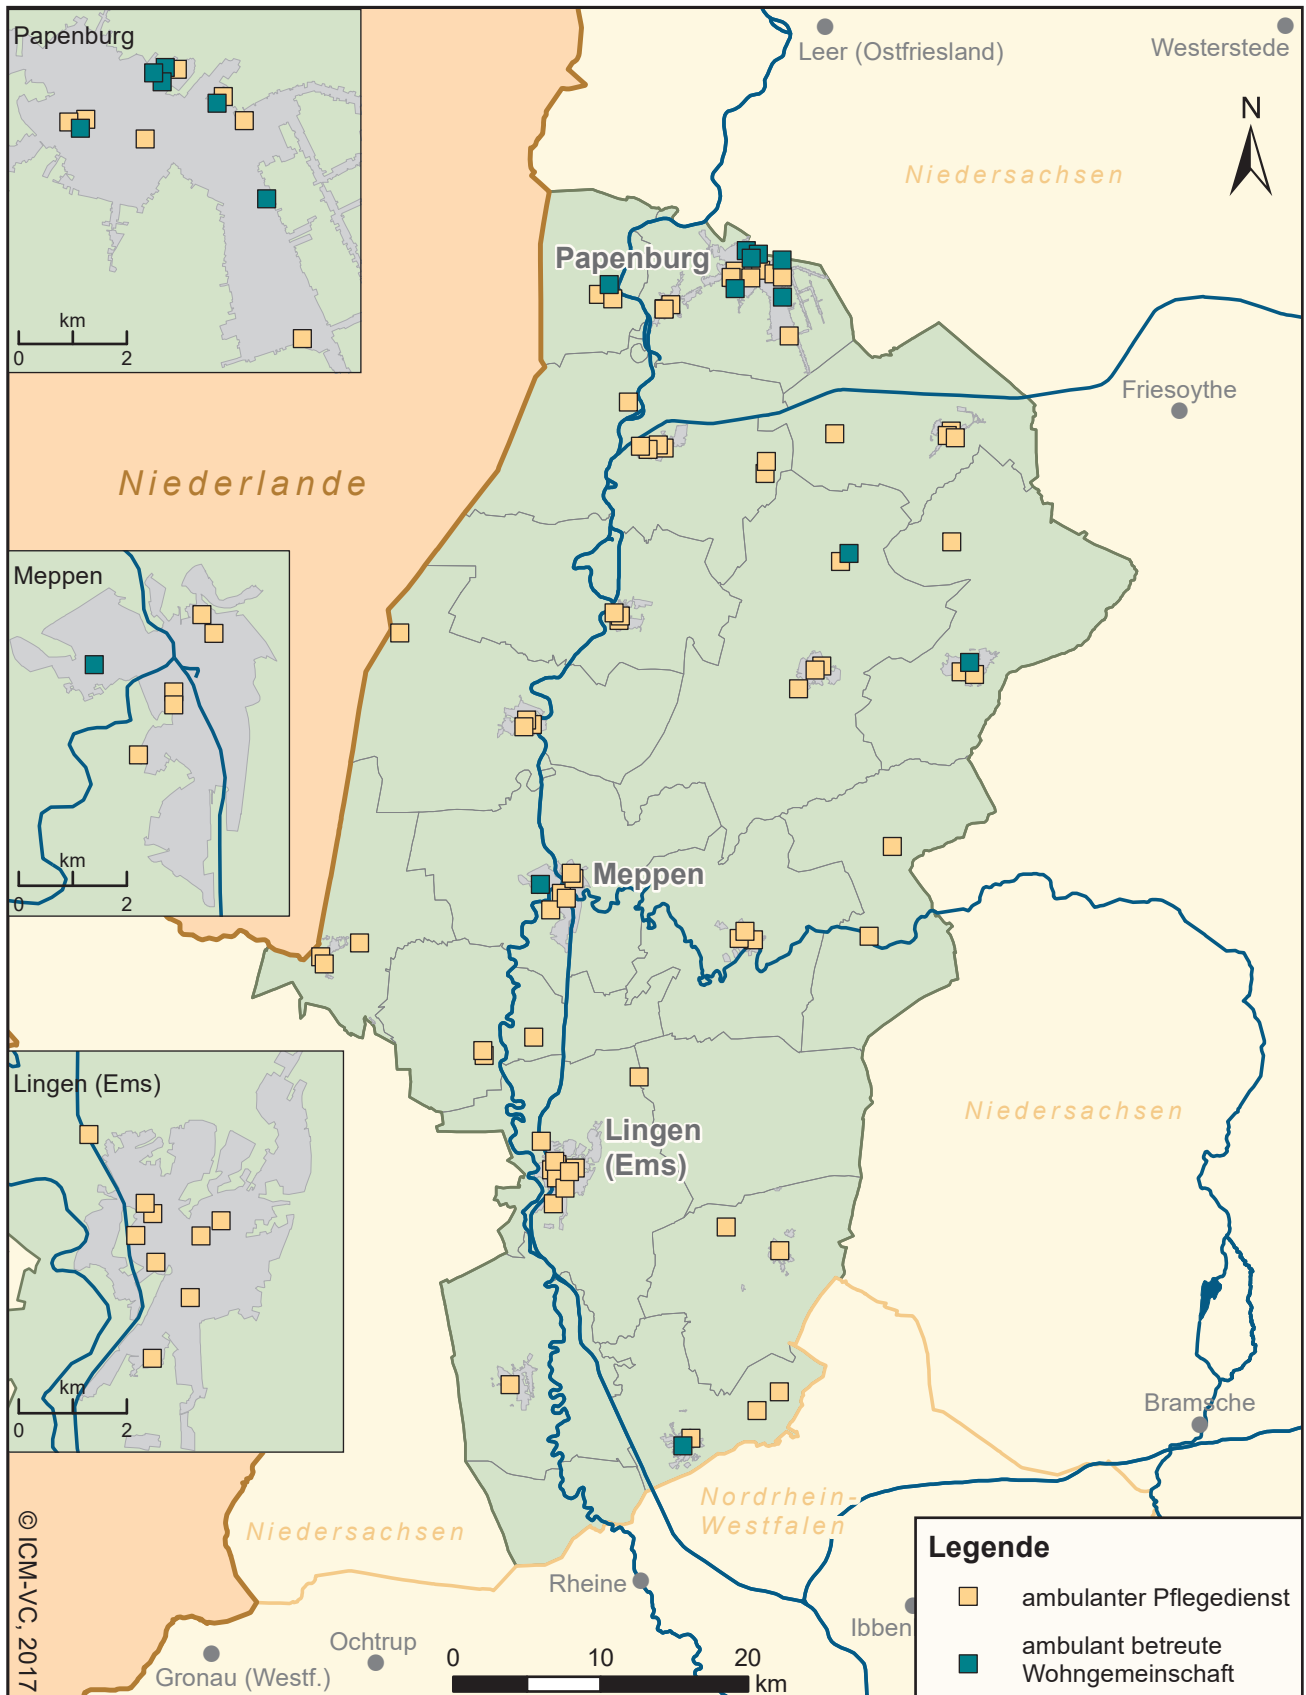 Papenburg
km
0 2
Leer (Ostfriesland)
Westerstede
N
Niedersachsen
Papenburg
Friesoythe
Niederlande
Meppen
km
0 2
Meppen
Lingen (Ems)
km
0 2
Niedersachsen
Lingen
(Ems)
Bramsche
Nordrhein-
Westfalen
Niedersachsen
Rheine
Ibben
Ochtrup
Gronau (Westf.)
0 10 20
km
Legende
ambulanter Pflegedienst
ambulant betreute
Wohngemeinschaft
© ICM-VC, 2017